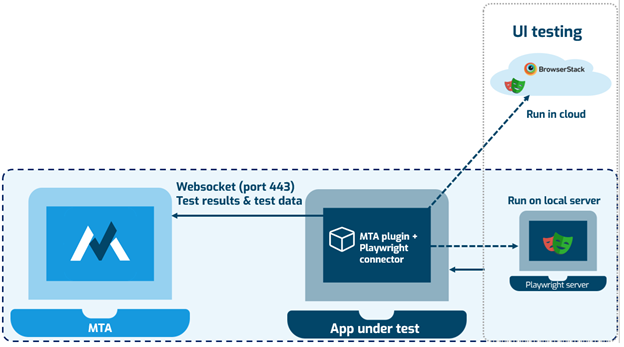 UI testing
BrowserStack
Run in cloud
Websocket (port 443)
Test results & test data
Run on local server
MTA plugin +
Playwright
connector
Playwright server
MTA
App under test